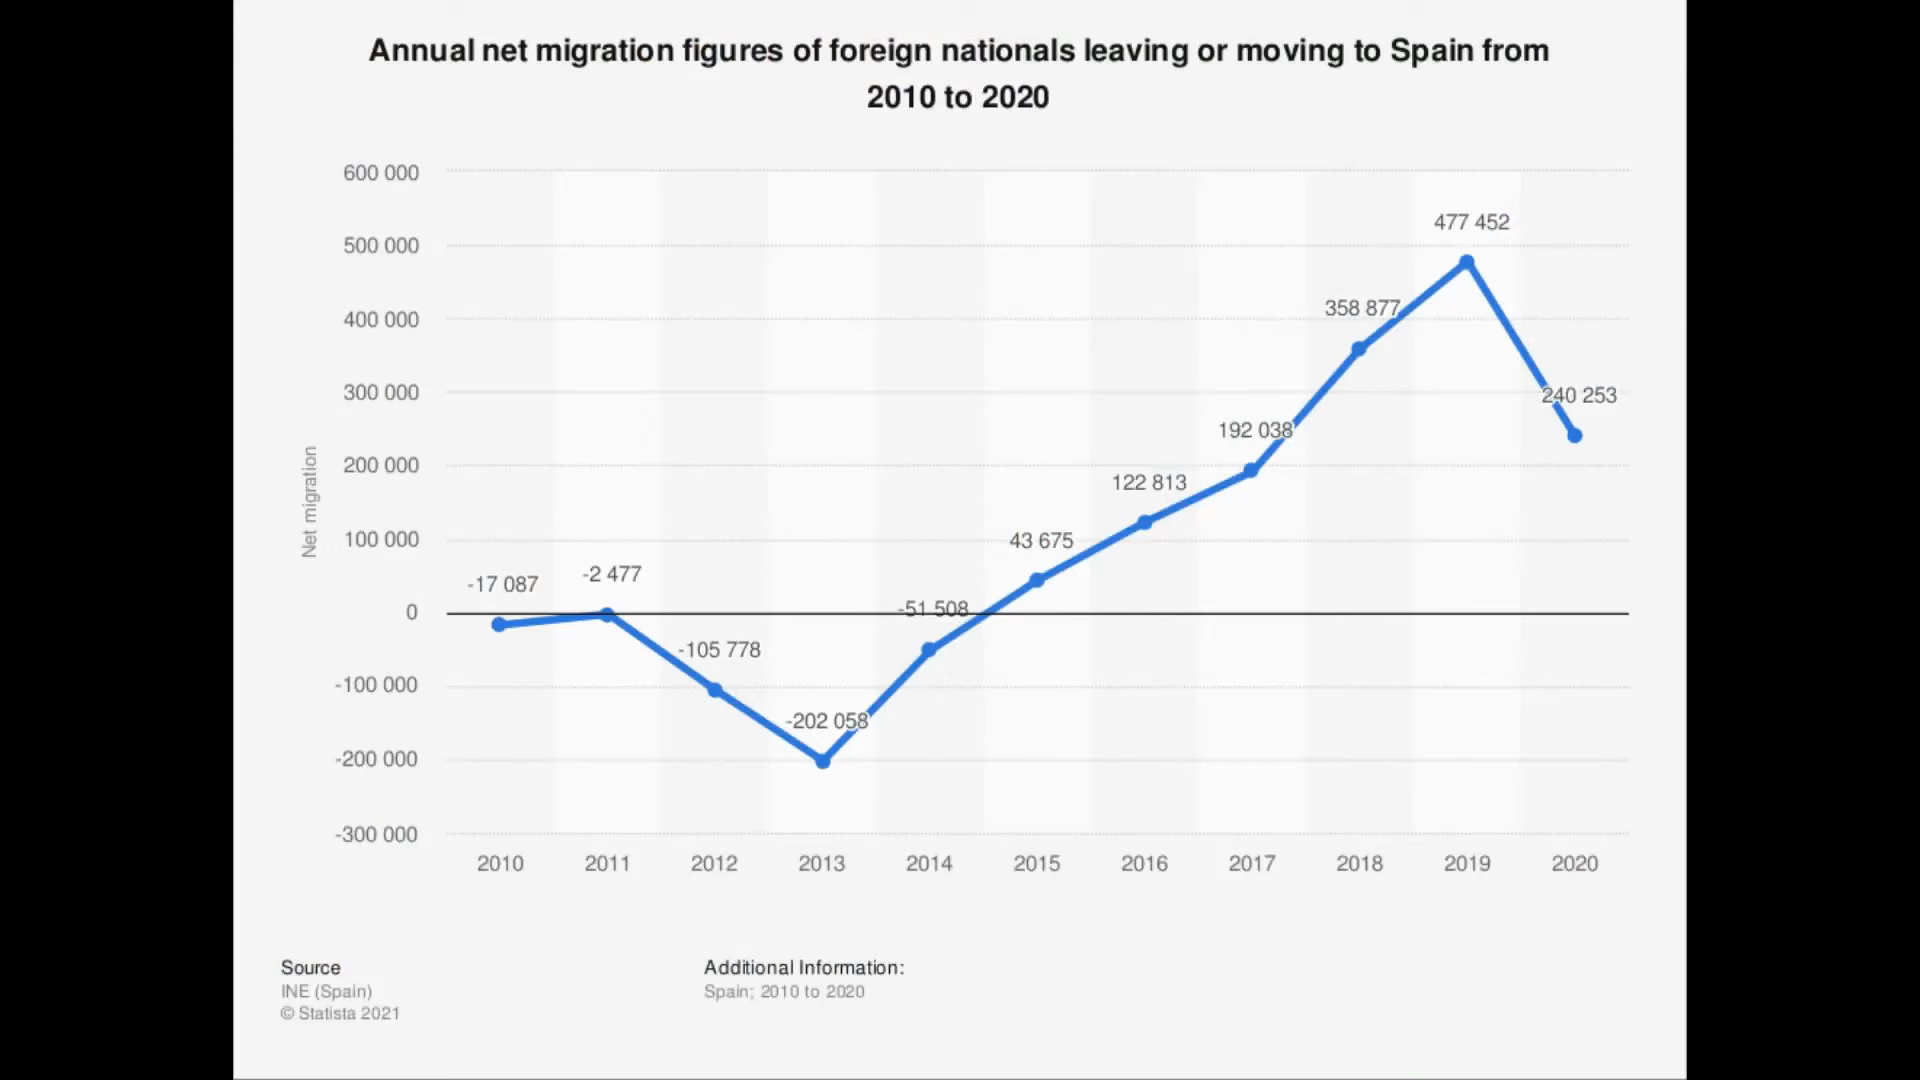 Annual net migration figures of foreign nationals leaving or moving to Spain from
2010 to 2020
600 000
500 000
400 000
300 000
200 000
100 000
0
-100 000
-200 000
-300 000
Net migration
-17 087
-2 477
-105 778
-202 058
-51 508
43 675
122 813
192 038
358 877
477 452
240 253
2010 2011 2012 2013 2014 2015 2016 2017 2018 2019 2020
Source
INE (Spain)
© Statista 2021
Additional Information:
Spain; 2010 to 2020